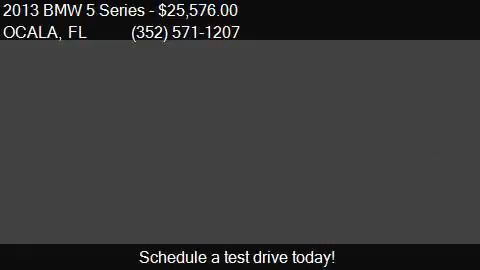 2013 BMW 5 Series - $25,576.00
OCALA, FL (352) 571-1207
Schedule a test drive today!